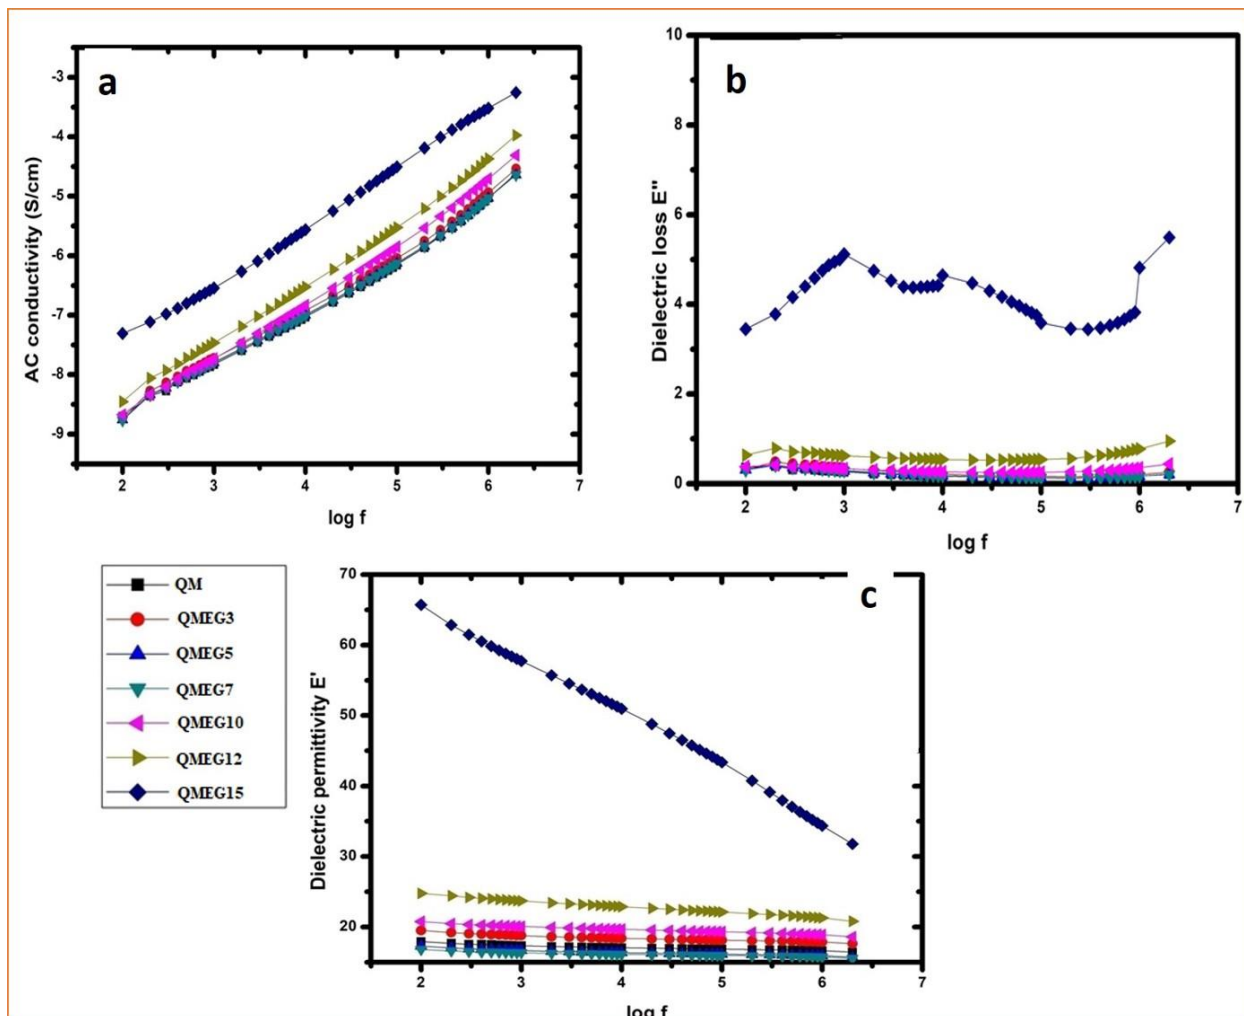 a
-3
-4
-5
-6
-7
-8
-9
AC conductivity (S/cm)
2 3 4 5 6 7
log f
b
10
8
6
4
2
0
Dielectric loss E"
2 3 4 5 6 7
log f
QM
QMEG3
QMEG5
QMEG7
QMEG10
QMEG12
QMEG15
c
70
60
50
40
30
20
Dielectric permittivity E'
2 3 4 5 6 7
log f